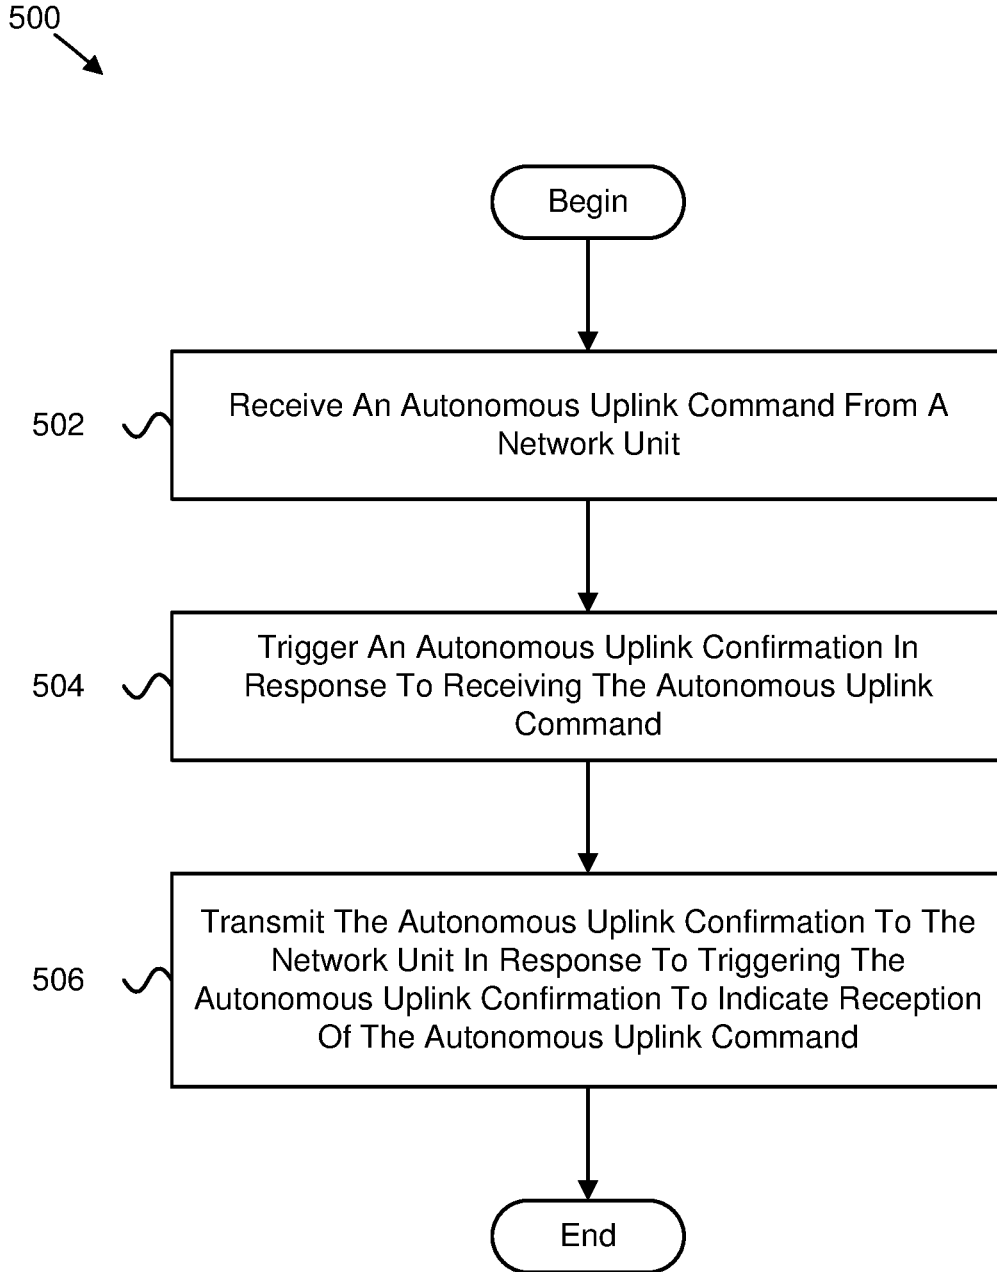 500
Begin
502
Receive An Autonomous Uplink Command From A
Network Unit
504
Trigger An Autonomous Uplink Confirmation In
Response To Receiving The Autonomous Uplink
Command
506
Transmit The Autonomous Uplink Confirmation To The
Network Unit In Response To Triggering The
Autonomous Uplink Confirmation To Indicate Reception
Of The Autonomous Uplink Command
End